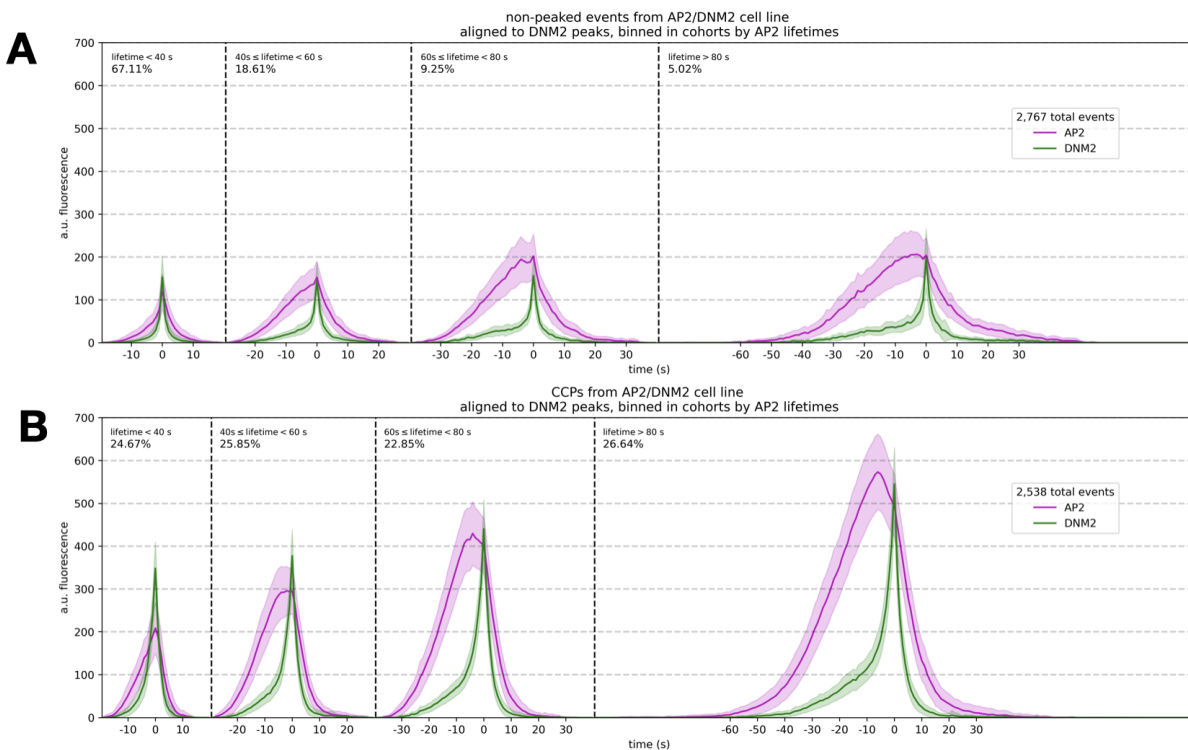 A
non-peaked events from AP2/DNM2 cell line
aligned to DNM2 peaks, binned in cohorts by AP2 lifetimes
700
600
500
400
300
200
100
0
a.u. fluorescence
lifetime < 40 s
67.11%
40s ≤ lifetime < 60 s
18.61%
60s ≤ lifetime < 80 s
9.25%
lifetime > 80 s
5.02%
2,767 total events
AP2
DNM2
-10 0 10 -20 -10 0 10 20 -30 -20 -10 0 10 20 30 -60 -50 -40 -30 -20 -10 0 10 20 30
time (s)
B
CCPs from AP2/DNM2 cell line
aligned to DNM2 peaks, binned in cohorts by AP2 lifetimes
700
600
500
400
300
200
100
0
a.u. fluorescence
lifetime < 40 s
24.67%
40s ≤ lifetime < 60 s
25.85%
60s ≤ lifetime < 80 s
22.85%
lifetime > 80 s
26.64%
2,538 total events
AP2
DNM2
-10 0 10 -20 -10 0 10 20 -30 -20 -10 0 10 20 30 -50 -40 -30 -20 -10 0 10 20 30
time (s)